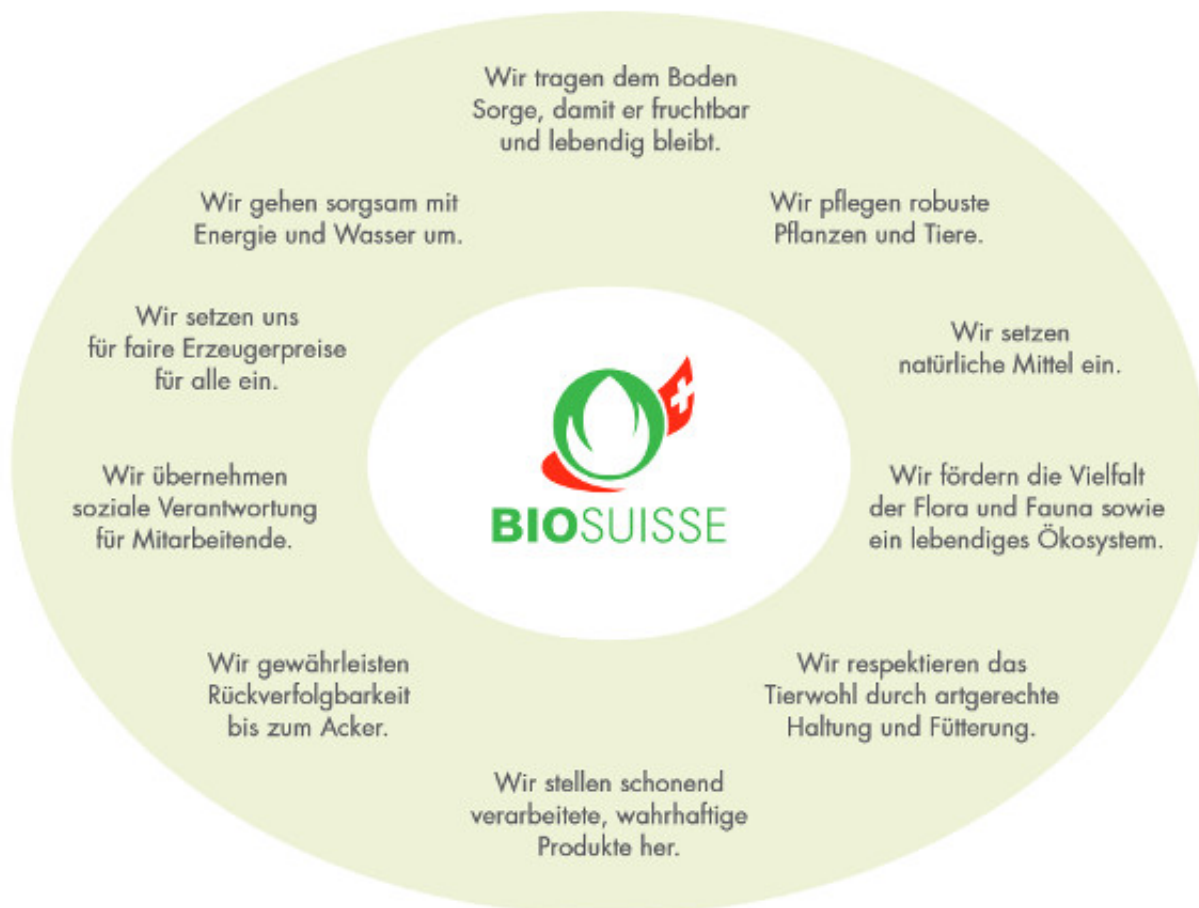 Wir tragen dem Boden
Sorge, damit er fruchtbar
und lebendig bleibt.
Wir pflegen robuste
Pflanzen und Tiere.
Wir setzen
natürliche Mittel ein.
Wir fördern die Vielfalt
der Flora und Fauna sowie
ein lebendiges Ökosystem.
Wir respektieren das
Tierwohl durch artgerechte
Haltung und Fütterung.
Wir stellen schonend
verarbeitete, wahrhaftige
Produkte her.
Wir gewährleisten
Rückverfolgbarkeit
bis zum Acker.
Wir übernehmen
soziale Verantwortung
für Mitarbeitende.
Wir setzen uns
für faire Erzeugerpreise
für alle ein.
Wir gehen sorgsam mit
Energie und Wasser um.
BIOSUISSE